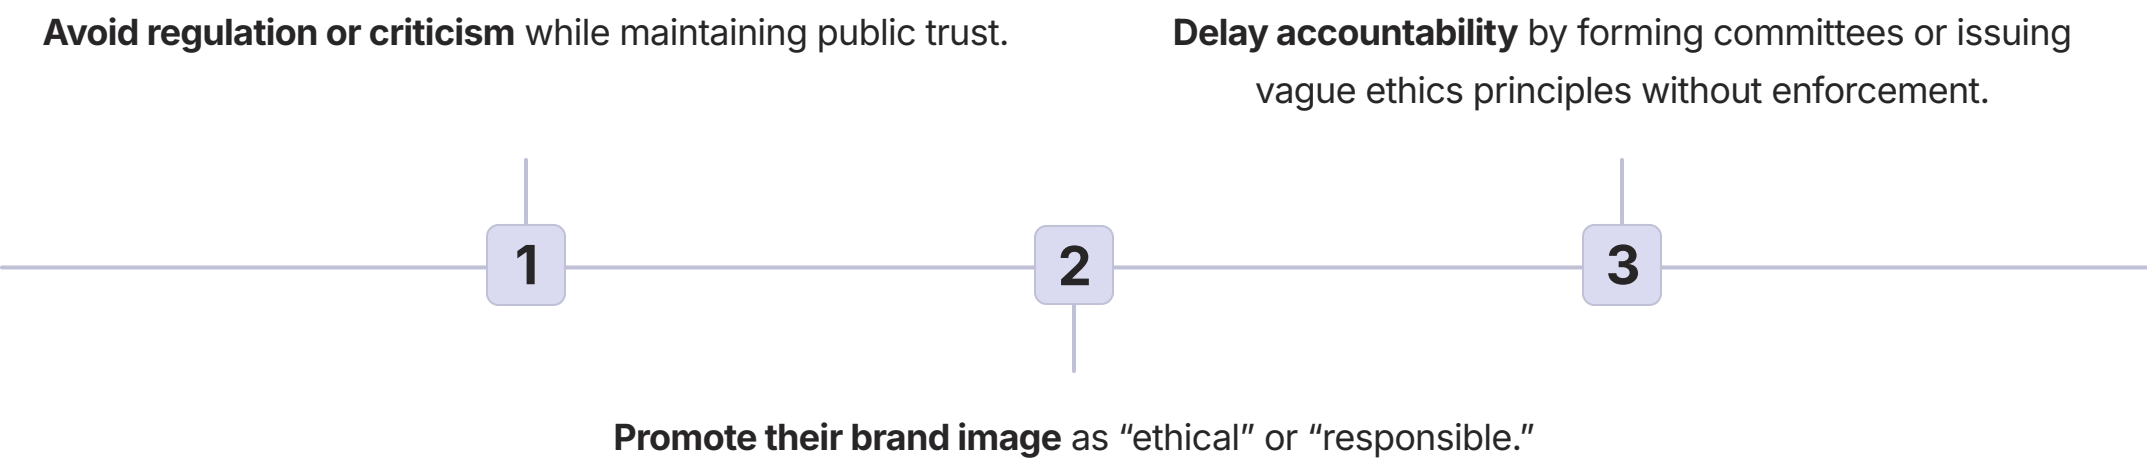 Avoid regulation or criticism while maintaining public trust.
Delay accountability by forming committees or issuing
vague ethics principles without enforcement.
1
2
3
Promote their brand image as “ethical” or “responsible.”